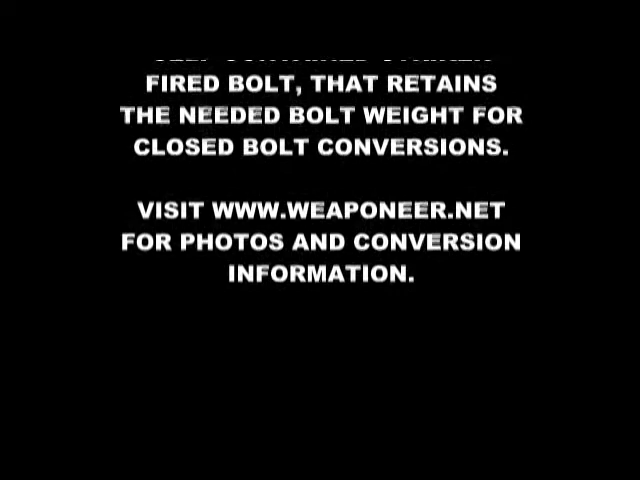 FIRED BOLT, THAT RETAINS
THE NEEDED BOLT WEIGHT FOR
CLOSED BOLT CONVERSIONS.
VISIT WWW.WEAPONEER.NET
FOR PHOTOS AND CONVERSION
INFORMATION.